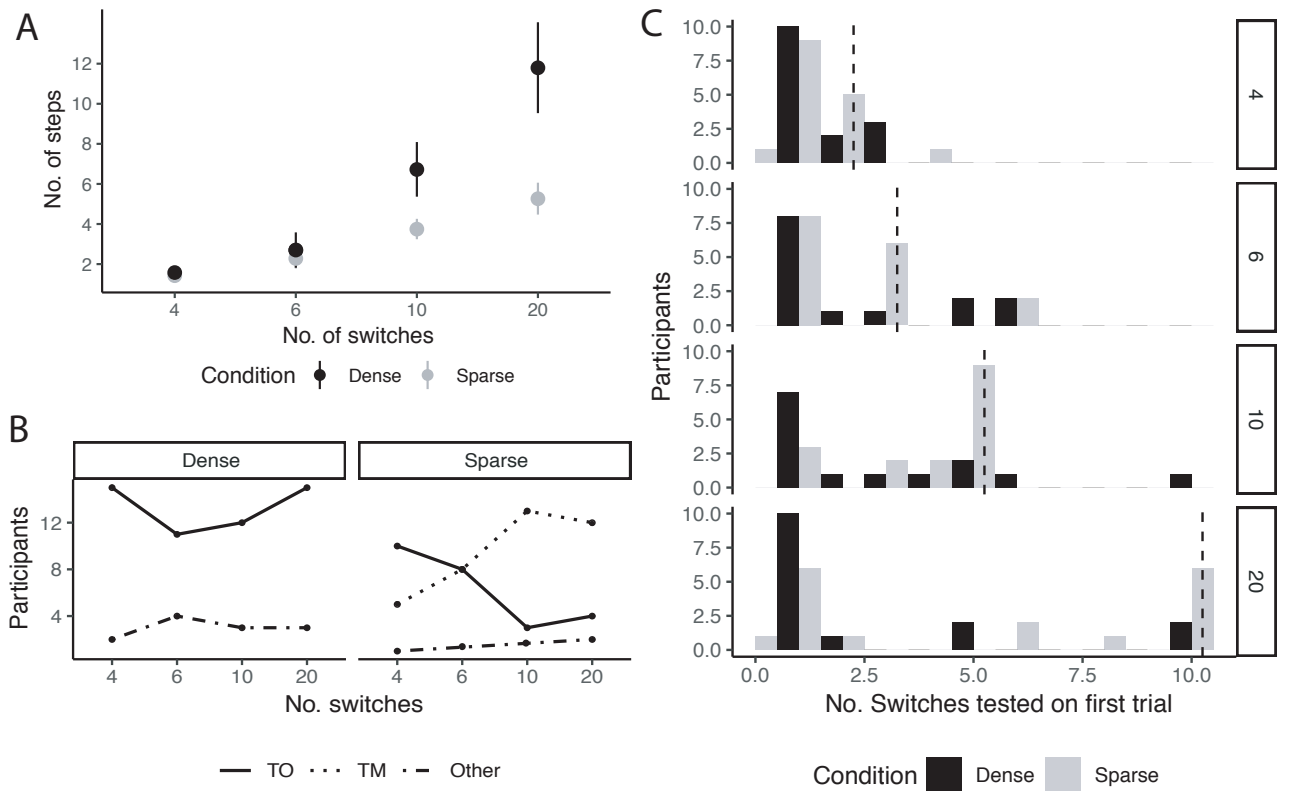 A
No. of steps
12
10
8
6
4
2
4 6 10 20
No. of switches
Condition Dense Sparse
B
Dense Sparse
Participants
12
8
4
4 6 10 20 4 6 10 20
No. switches
TO TM Other
C
Participants
10.0
7.5
5.0
2.5
0.0
4
10.0
7.5
5.0
2.5
0.0
6
10.0
7.5
5.0
2.5
0.0
10
10.0
7.5
5.0
2.5
0.0
20
0.0 2.5 5.0 7.5 10.0
No. Switches tested on first trial
Condition Dense Sparse